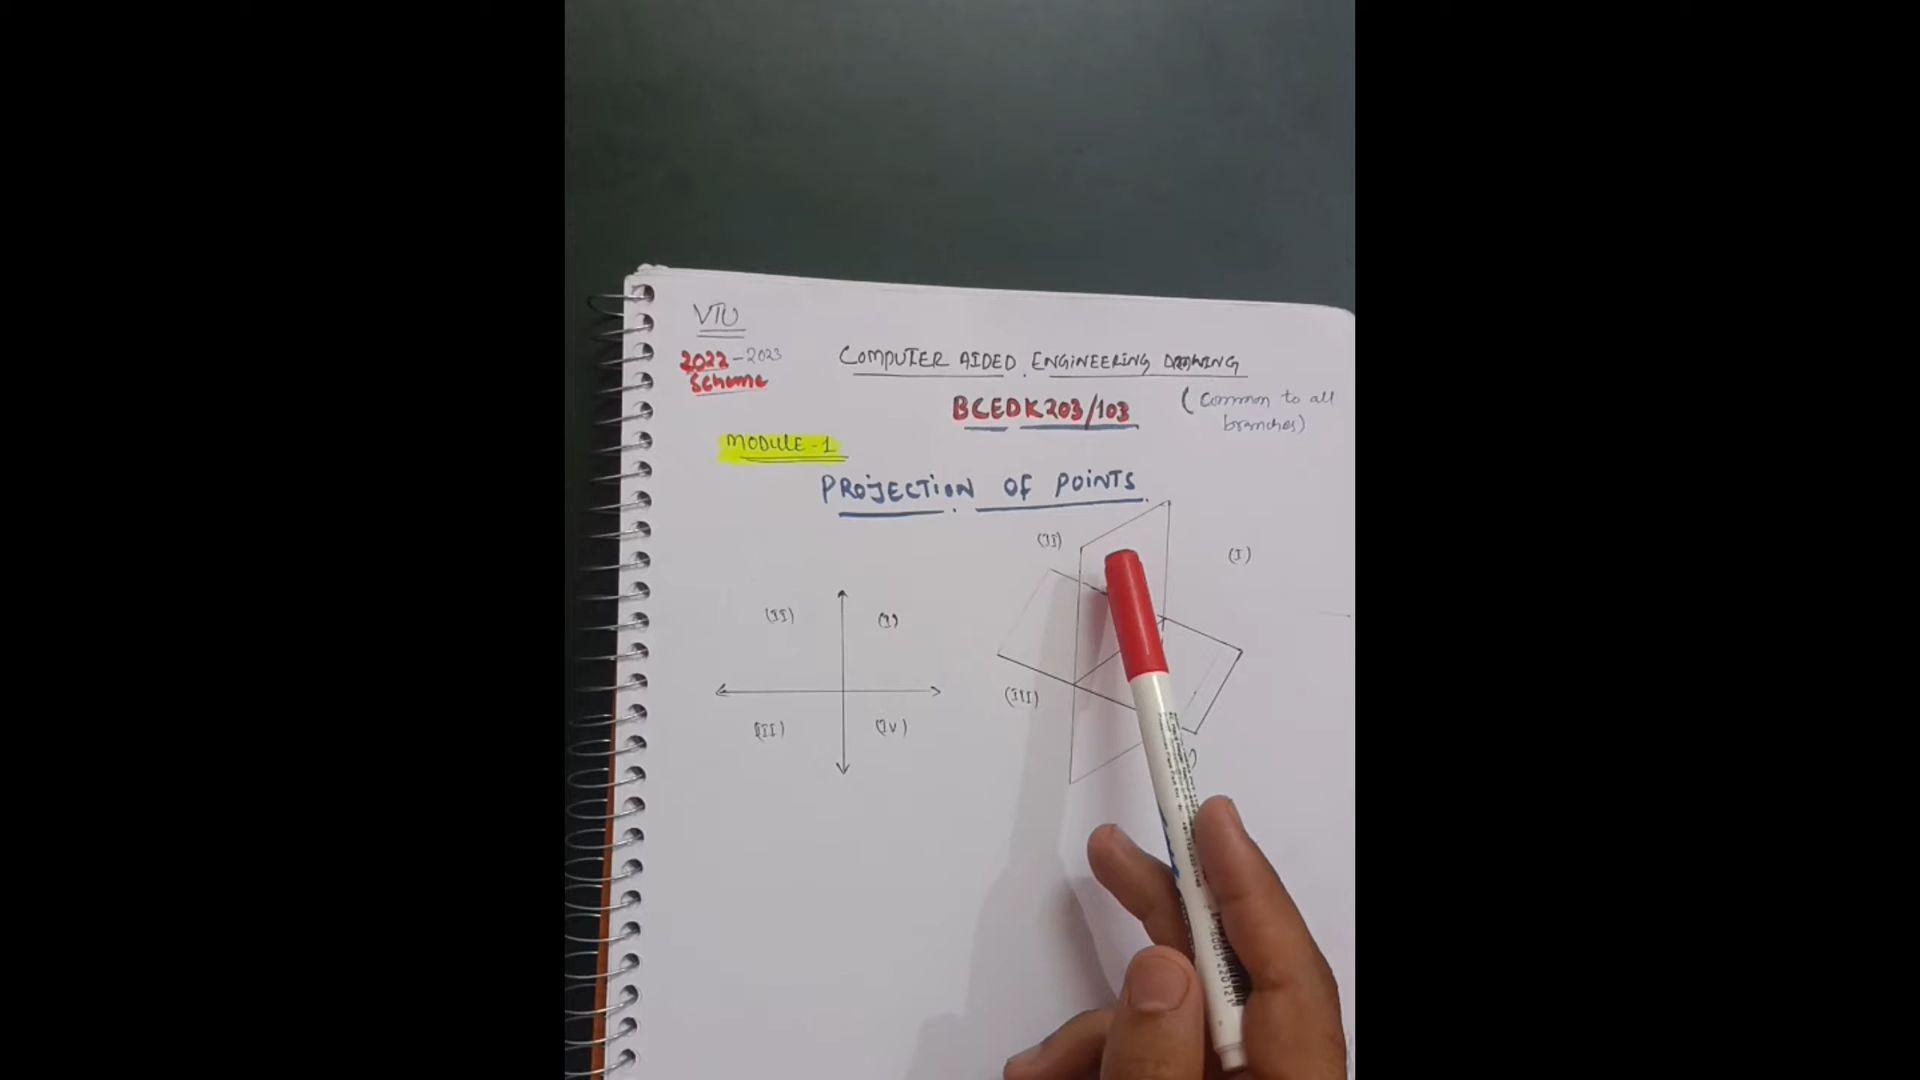 VTU
2022-2023
Scheme
COMPUTER AIDED ENGINEERING DRAWING
BCEDK203/103
(Common to all
branches)
MODULE-1
PROJECTION OF POINTS
(II)
(I)
(II)
(I)
(III)
(III)
(IV)